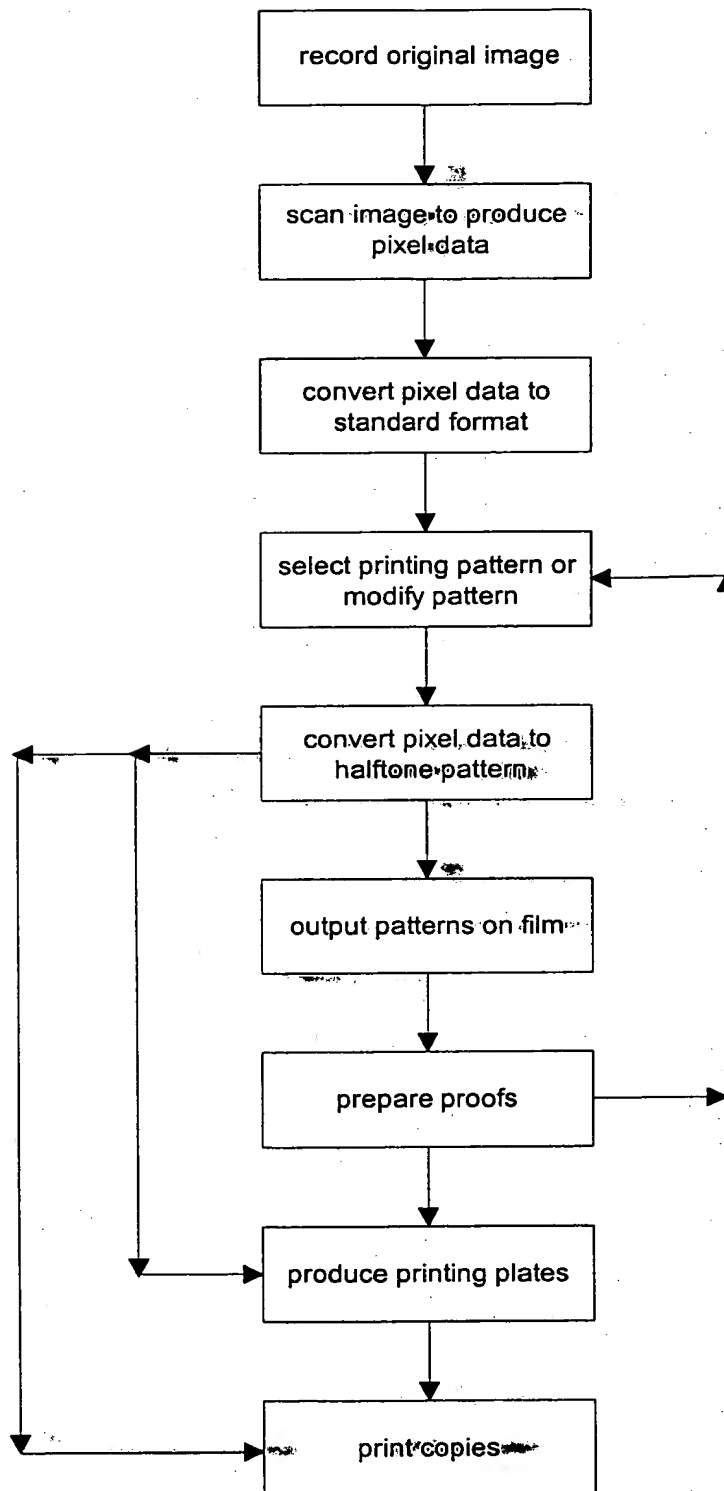 record original image
scan image to produce
pixel data
convert pixel data to
standard format
select printing pattern or
modify pattern
convert pixel data to
halftone pattern
output patterns on film
prepare proofs
produce printing plates
print copies